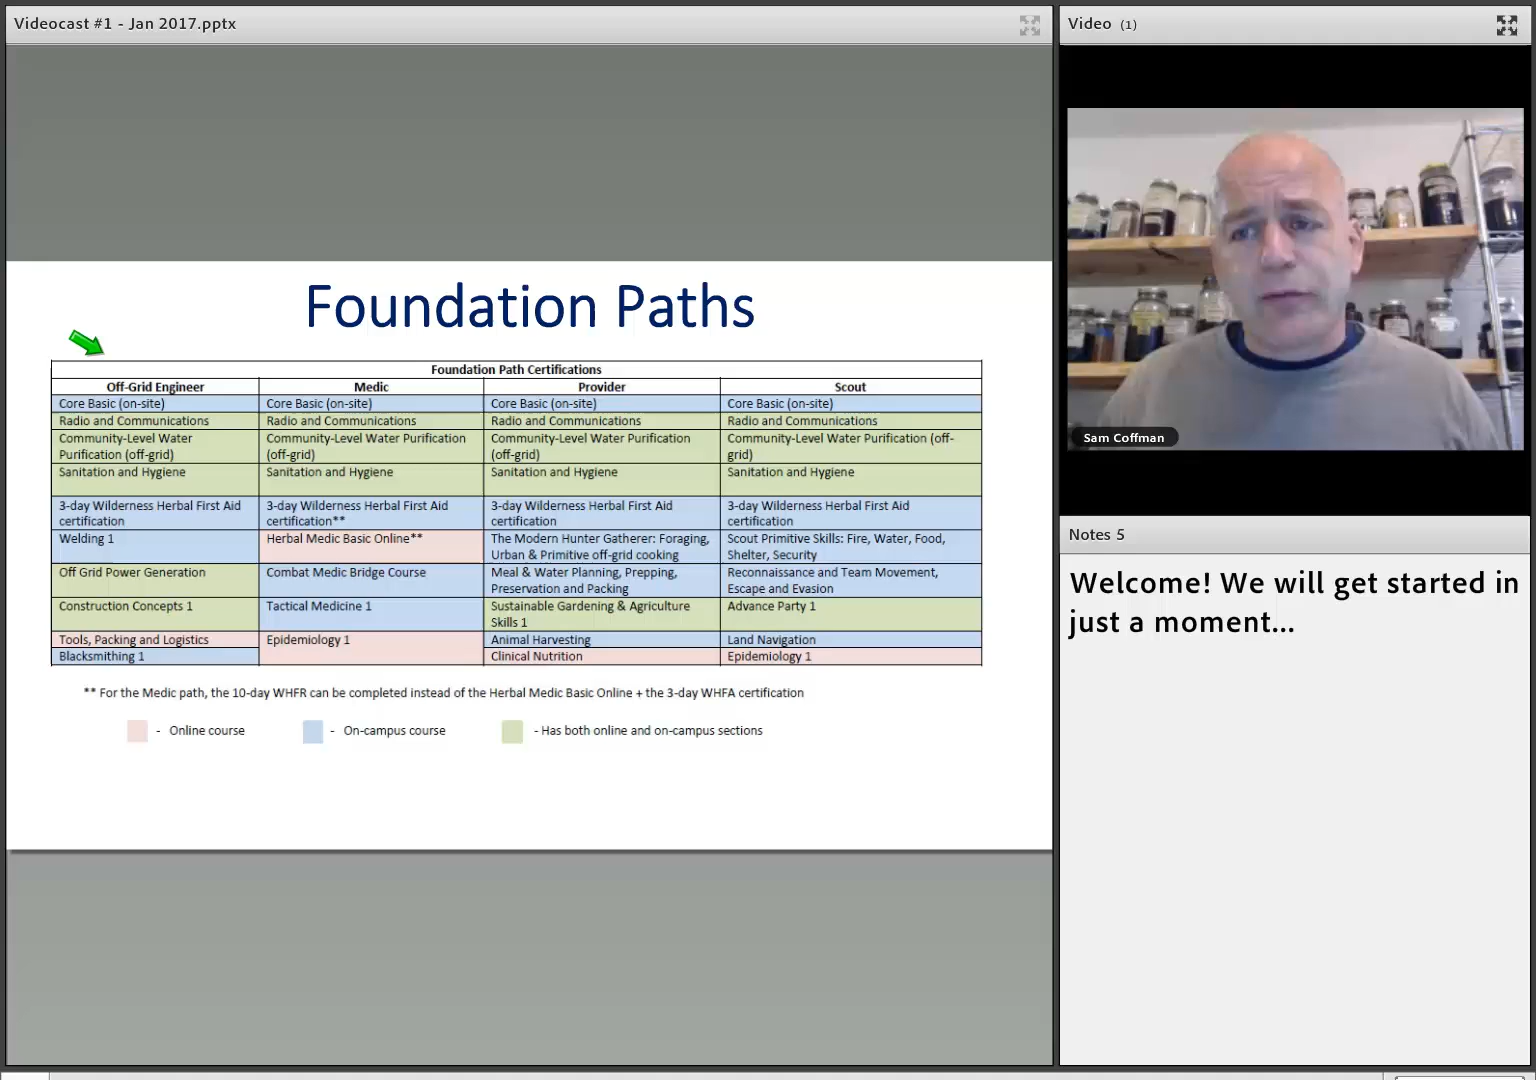 Videocast #1 - Jan 2017.pptx
Foundation Paths
Foundation Path Certifications
Off-Grid Engineer
Medic
Provider
Scout
Core Basic (on-site)
Core Basic (on-site)
Core Basic (on-site)
Core Basic (on-site)
Radio and Communications
Radio and Communications
Radio and Communications
Radio and Communications
Community-Level Water
Purification (off-grid)
Community-Level Water Purification
(off-grid)
Community-Level Water Purification
(off-grid)
Community-Level Water Purification (off-
grid)
Sanitation and Hygiene
Sanitation and Hygiene
Sanitation and Hygiene
Sanitation and Hygiene
3-day Wilderness Herbal First Aid
certification
3-day Wilderness Herbal First Aid
certification**
3-day Wilderness Herbal First Aid
certification
3-day Wilderness Herbal First Aid
certification
Welding 1
Herbal Medic Basic Online**
The Modern Hunter Gatherer: Foraging,
Urban & Primitive off-grid cooking
Scout Primitive Skills: Fire, Water, Food,
Shelter, Security
Off Grid Power Generation
Combat Medic Bridge Course
Meal & Water Planning, Prepping,
Preservation and Packing
Reconnaissance and Team Movement,
Escape and Evasion
Construction Concepts 1
Tactical Medicine 1
Sustainable Gardening & Agriculture
Skills 1
Advance Party 1
Tools, Packing and Logistics
Epidemiology 1
Animal Harvesting
Land Navigation
Blacksmithing 1
Clinical Nutrition
Epidemiology 1
** For the Medic path, the 10-day WHFR can be completed instead of the Herbal Medic Basic Online + the 3-day WHFA certification
- Online course
- On-campus course
- Has both online and on-campus sections
Video (1)
Sam Coffman
Notes 5
Welcome! We will get started in
just a moment...